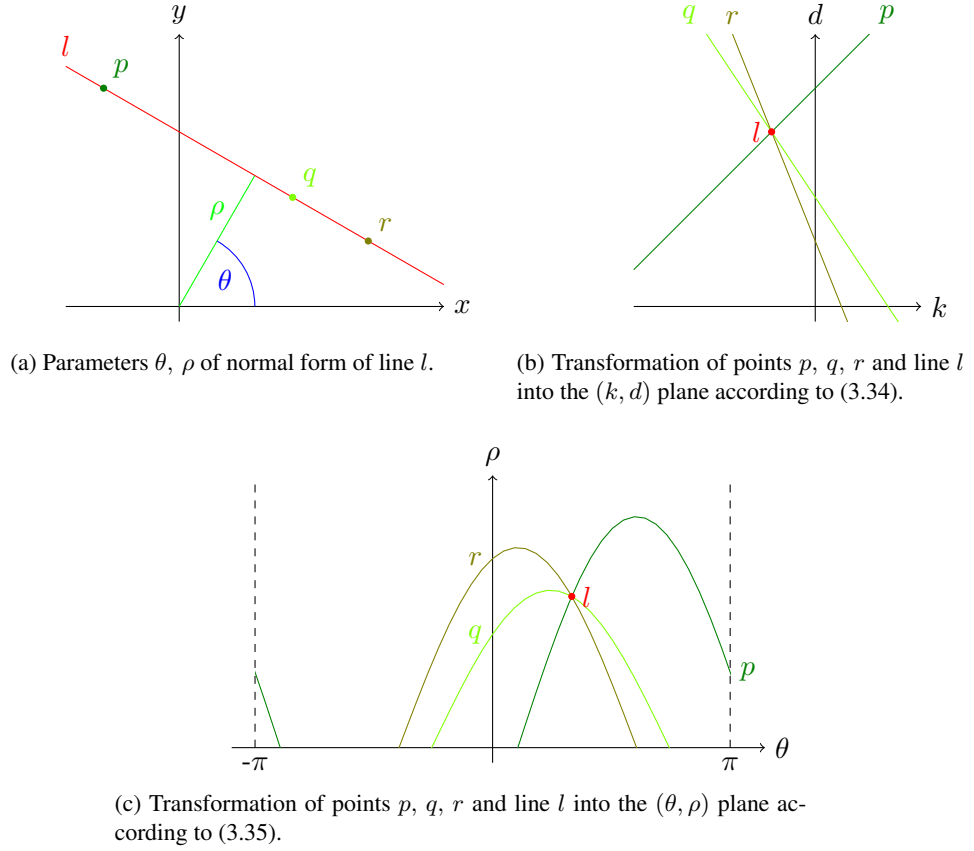 y
l
p
q
r
ρ
θ
x
(a) Parameters θ, ρ of normal form of line l.
q r d p
l
k
(b) Transformation of points p, q, r and line l
into the (k, d) plane according to (3.34).
ρ
r
l
q
p
θ
-π π
(c) Transformation of points p, q, r and line l into the (θ, ρ) plane ac-
cording to (3.35).